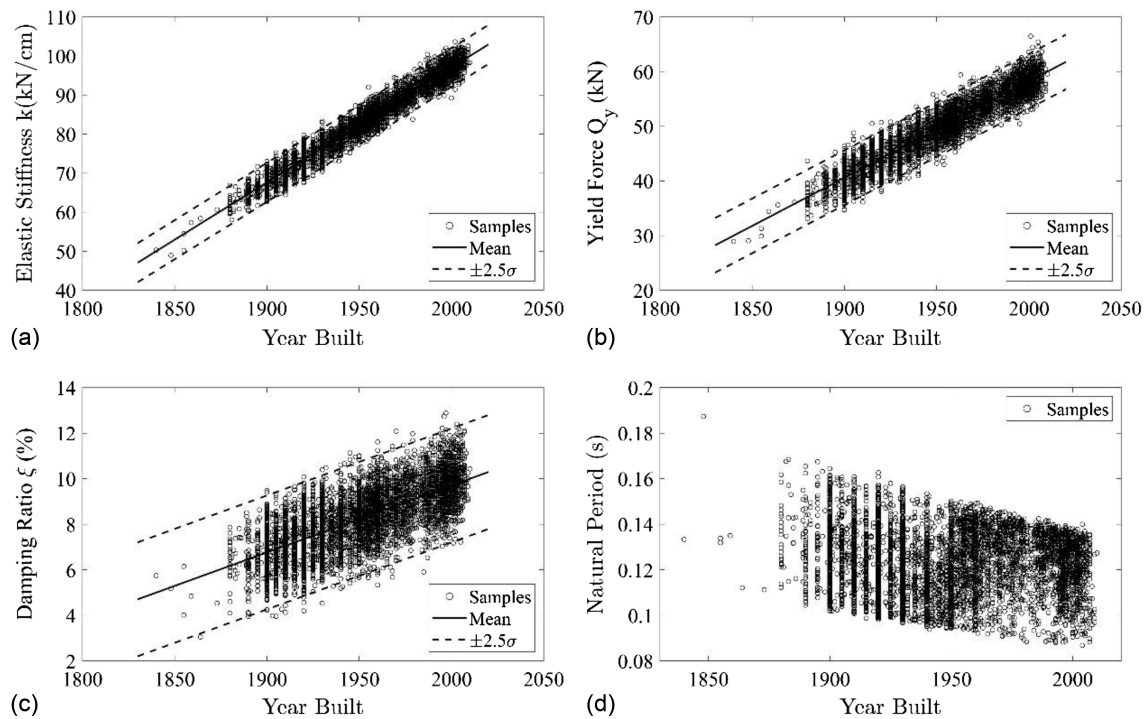 110
100
90
80
70
60
50
40
1800
1850
1900
1950
2000
2050
Elastic Stiffness k(kN/cm)
Year Built
Samples
Mean
±2.5σ
(a)
70
60
50
40
30
20
1800
1850
1900
1950
2000
2050
Yield Force Q_y (kN)
Year Built
Samples
Mean
±2.5σ
(b)
14
12
10
8
6
4
2
1800
1850
1900
1950
2000
2050
Damping Ratio ξ (%)
Year Built
Samples
Mean
±2.5σ
(c)
0.2
0.18
0.16
0.14
0.12
0.1
0.08
1850
1900
1950
2000
Natural Period (s)
Year Built
Samples
(d)